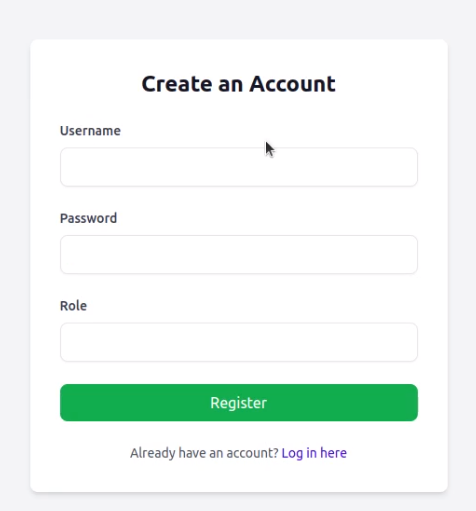 Create an Account
Username
Password
Role
Register
Already have an account? Log in here